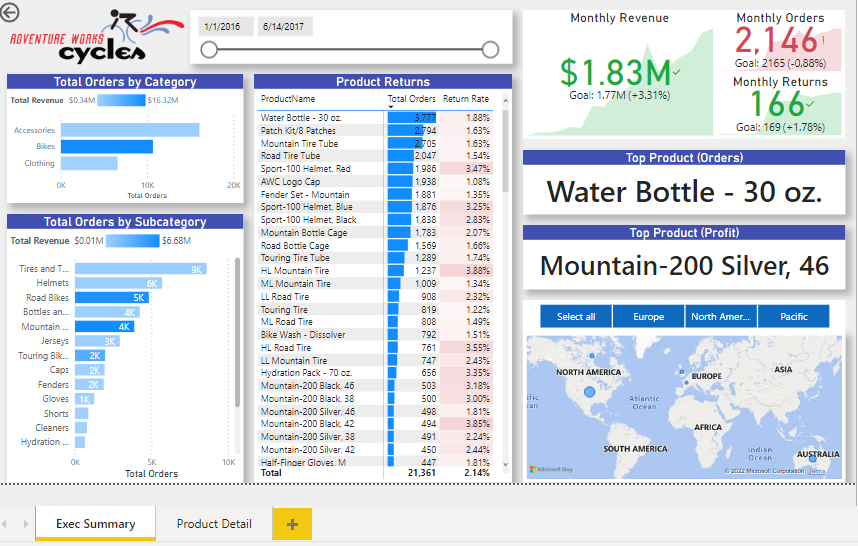 ADVENTURE WORKS
cycles
1/1/2016 6/14/2017
Monthly Revenue
$1.83M
Goal: 1.77M (+3.31%)
Monthly Orders
2,146!
Goal: 2165 (-0.88%)
Monthly Returns
166
Goal: 169 (+1.78%)
Total Orders by Category
Total Revenue $0.34M $16.32M
Accessories
Bikes
Clothing
0K 10K 20K
Total Orders
Total Orders by Subcategory
Total Revenue $0.01M $6.68M
Tires and T... 9K
Helmets 6K
Road Bikes 5K
Bottles an... 4K
Mountain ... 4K
Jerseys 3K
Touring Bik... 2K
Caps 2K
Fenders 2K
Gloves 1K
Shorts
Cleaners
Hydration ...
0K 5K 10K
Total Orders
Product Returns
ProductName Total Orders Return Rate
Water Bottle - 30 oz. 3,777 1.88%
Patch Kit/8 Patches 2,794 1.63%
Mountain Tire Tube 2,705 1.63%
Road Tire Tube 2,047 1.54%
Sport-100 Helmet, Red 1,986 3.47%
AWC Logo Cap 1,938 1.08%
Fender Set - Mountain 1,881 1.35%
Sport-100 Helmet, Blue 1,876 3.25%
Sport-100 Helmet, Black 1,838 2.83%
Mountain Bottle Cage 1,783 2.07%
Road Bottle Cage 1,569 1.66%
Touring Tire Tube 1,289 1.74%
HL Mountain Tire 1,237 3.88%
ML Mountain Tire 1,009 1.34%
LL Road Tire 908 2.32%
Touring Tire 819 1.22%
ML Road Tire 808 1.49%
Bike Wash - Dissolver 792 1.51%
HL Road Tire 761 3.55%
LL Mountain Tire 747 2.43%
Hydration Pack - 70 oz. 656 3.35%
Mountain-200 Black, 46 503 3.18%
Mountain-200 Black, 38 500 3.00%
Mountain-200 Silver, 46 498 1.81%
Mountain-200 Black, 42 494 3.85%
Mountain-200 Silver, 38 491 2.24%
Mountain-200 Silver, 42 450 2.44%
Half-Finger Gloves, M 447 1.81%
Total 21,361 2.14%
Top Product (Orders)
Water Bottle - 30 oz.
Top Product (Profit)
Mountain-200 Silver, 46
Select all Europe North Amer... Pacific
NORTH AMERICA
EUROPE
ASIA
Atlantic
Ocean
AFRICA
SOUTH AMERICA
Indian
Ocean
AUSTRALIA
Microsoft Bing
© 2022 Microsoft Corporation Terms
Exec Summary Product Detail +